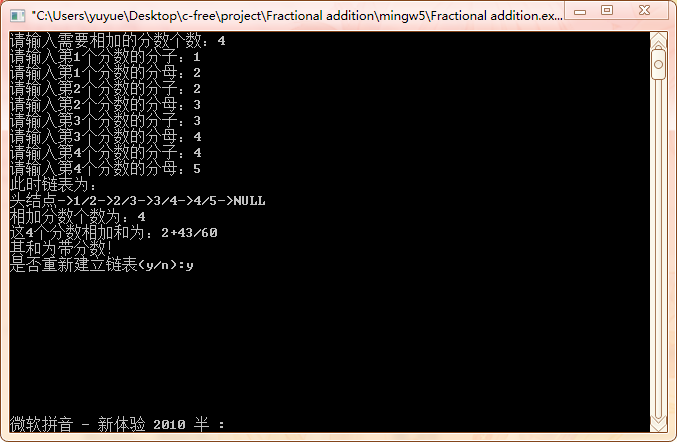 "C:\Users\yuyue\Desktop\c-free\project\Fractional addition\mingw5\Fractional addition.ex...
请输入需要相加的分数个数：4
请输入第1个分数的分子：1
请输入第1个分数的分母：2
请输入第2个分数的分子：2
请输入第2个分数的分母：3
请输入第3个分数的分子：3
请输入第3个分数的分母：4
请输入第4个分数的分子：4
请输入第4个分数的分母：5
此时链表为：
头结点->1/2->2/3->3/4->4/5->NULL
相加分数个数为：4
这4个分数相加和为：2+43/60
其和为带分数!
是否重新建立链表(y/n):y
微软拼音 - 新体验 2010 半 :